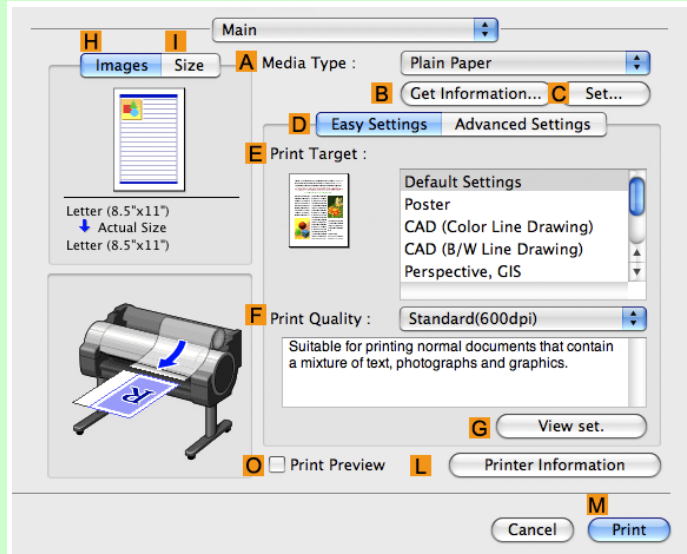 Main
H I
Images Size
A Media Type : Plain Paper
B Get Information... C Set...
D Easy Settings Advanced Settings
E Print Target :
Default Settings
Poster
CAD (Color Line Drawing)
CAD (B/W Line Drawing)
Perspective, GIS
Letter (8.5"x11")
Actual Size
Letter (8.5"x11")
F Print Quality : Standard(600dpi)
Suitable for printing normal documents that contain
a mixture of text, photographs and graphics.
R
G View set.
O Print Preview L Printer Information
M
Cancel Print